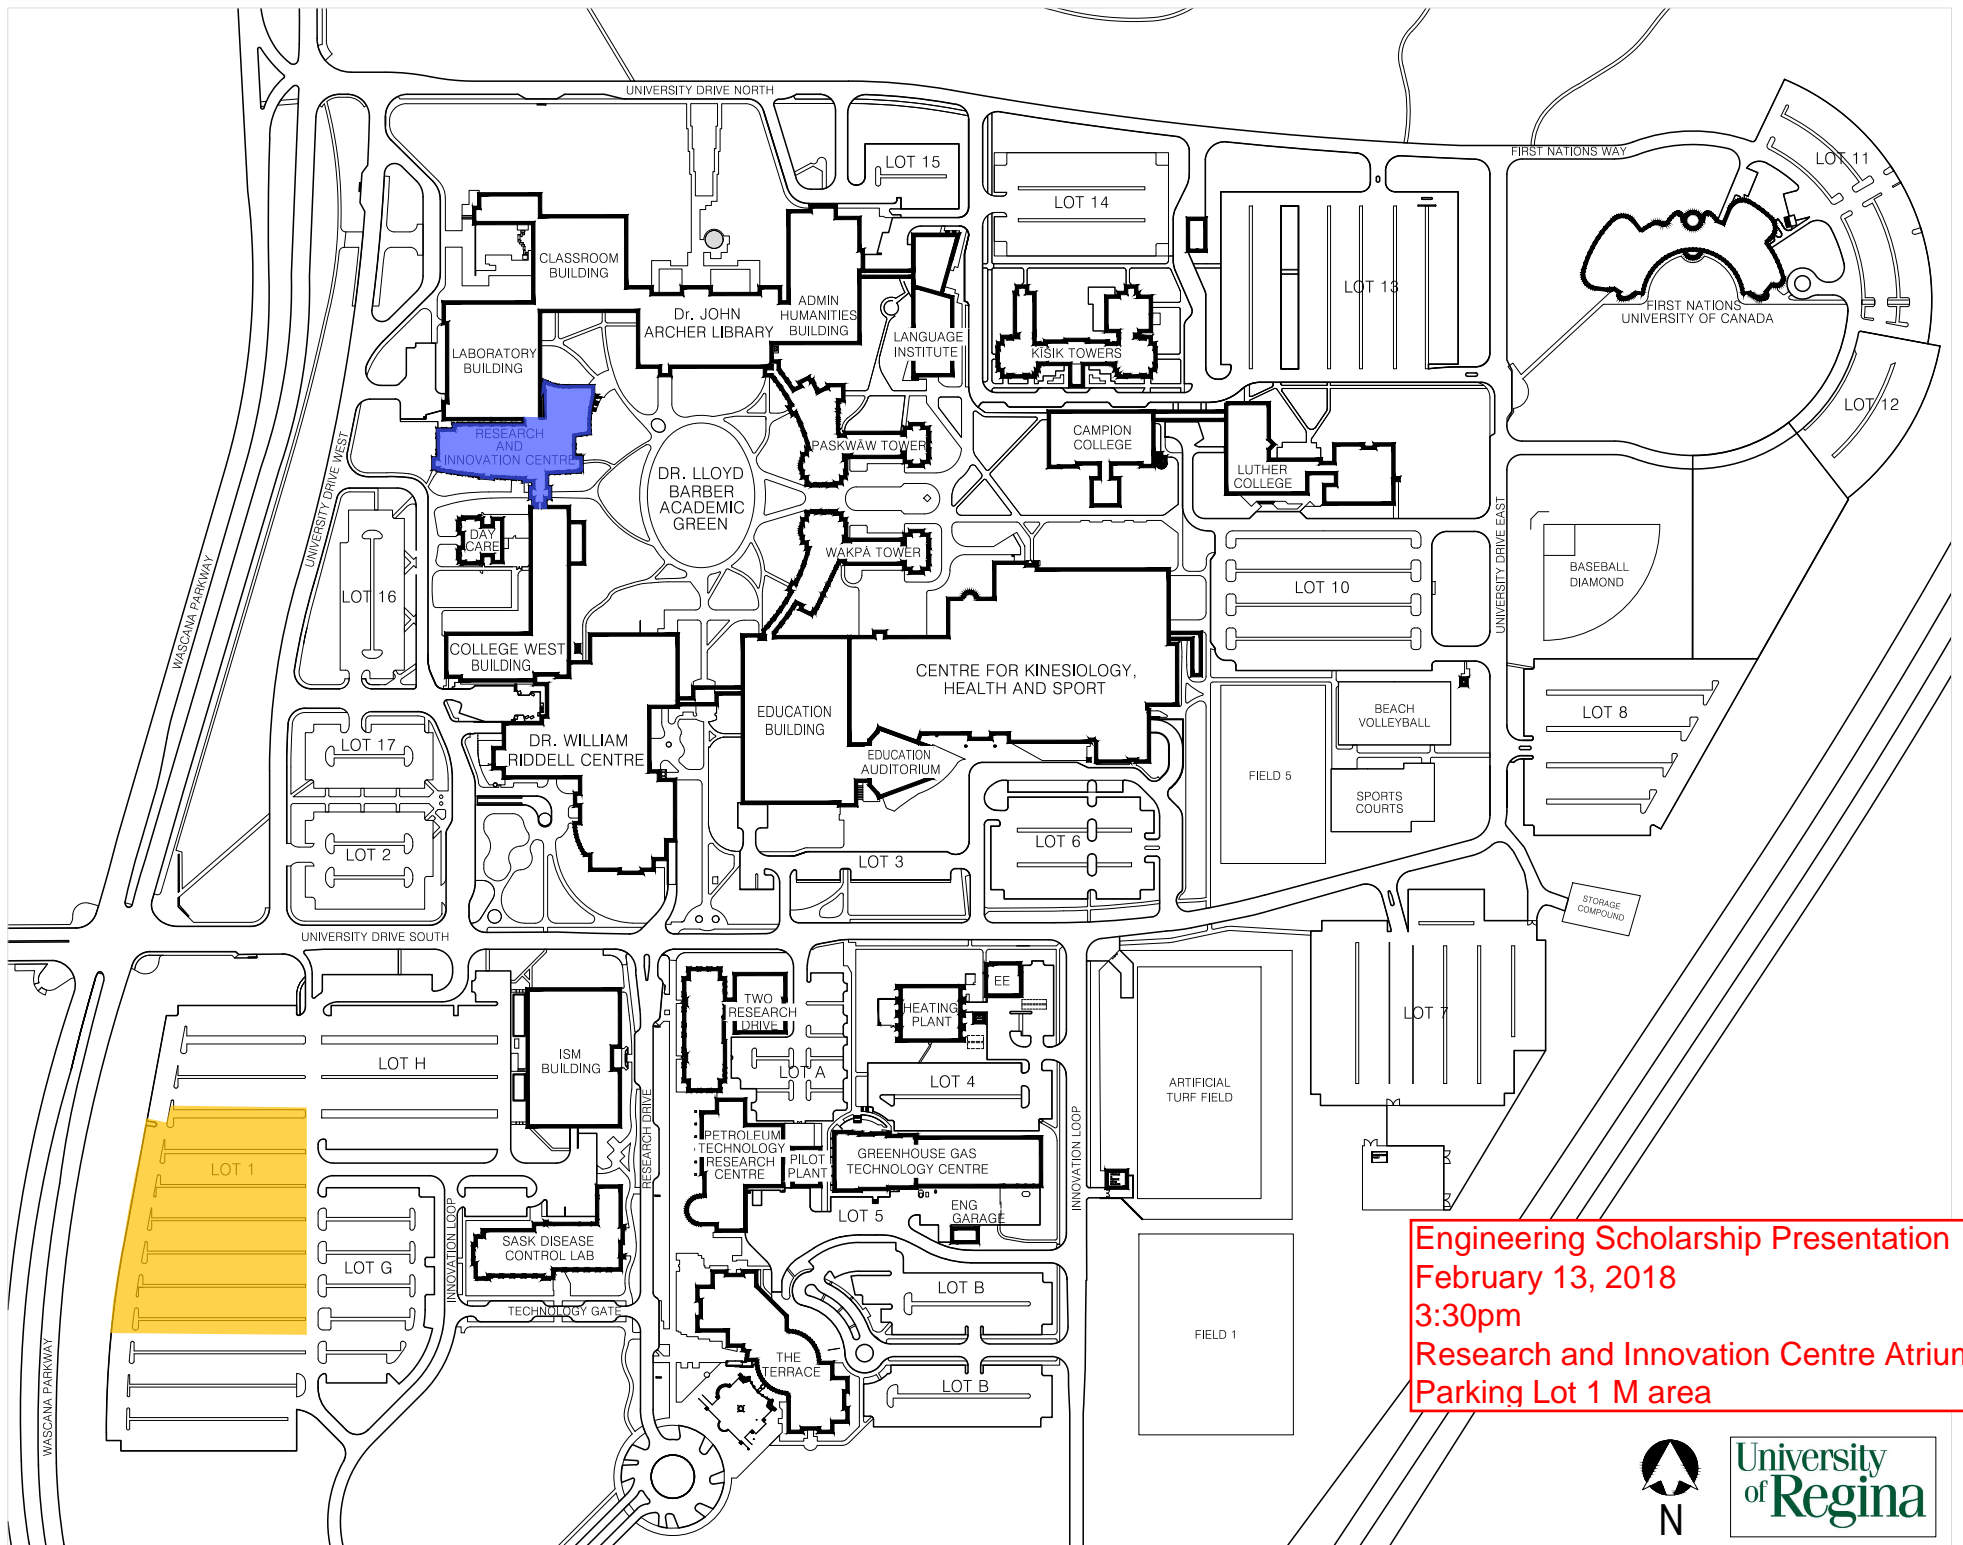 UNIVERSITY DRIVE NORTH
FIRST NATIONS WAY
LOT 11
LOT 15
LOT 14
CLASSROOM
BUILDING
LOT 13
ADMIN
HUMANITIES
BUILDING
Dr. JOHN
ARCHER LIBRARY
FIRST NATIONS
UNIVERSITY OF CANADA
LANGUAGE
INSTITUTE
KĪSIK TOWERS
LABORATORY
BUILDING
LOT 12
RESEARCH
AND
INNOVATION CENTRE
PASKWĀW TOWER
CAMPION
COLLEGE
LUTHER
COLLEGE
DR. LLOYD
BARBER
ACADEMIC
GREEN
UNIVERSITY DRIVE WEST
UNIVERSITY DRIVE EAST
DAY
CARE
WAKPĀ TOWER
BASEBALL
DIAMOND
LOT 16
LOT 10
WASCANA PARKWAY
COLLEGE WEST
BUILDING
CENTRE FOR KINESIOLOGY,
HEALTH AND SPORT
EDUCATION
BUILDING
BEACH
VOLLEYBALL
LOT 8
LOT 17
DR. WILLIAM
RIDDELL CENTRE
EDUCATION
AUDITORIUM
FIELD 5
SPORTS
COURTS
LOT 2
LOT 3
LOT 6
STORAGE
COMPOUND
UNIVERSITY DRIVE SOUTH
TWO
RESEARCH
DRIVE
EE
HEATING
PLANT
LOT 7
LOT H
ISM
BUILDING
LOT A
LOT 4
ARTIFICIAL
TURF FIELD
RESEARCH DRIVE
INNOVATION LOOP
PETROLEUM
TECHNOLOGY
RESEARCH
CENTRE
PILOT
PLANT
GREENHOUSE GAS
TECHNOLOGY CENTRE
LOT 1
LOT 5
ENG
GARAGE
INNOVATION LOOP
SASK DISEASE
CONTROL LAB
LOT G
TECHNOLOGY GATE
LOT B
FIELD 1
THE
TERRACE
LOT B
WASCANA PARKWAY
Engineering Scholarship Presentation
February 13, 2018
3:30pm
Research and Innovation Centre Atrium
Parking Lot 1 M area
N
University
of Regina